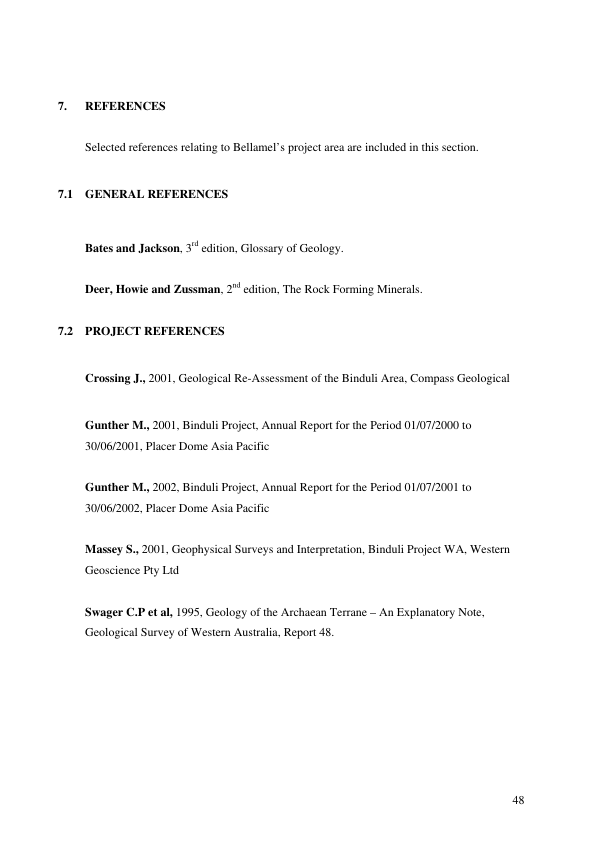 7. REFERENCES
Selected references relating to Bellamel’s project area are included in this section.
7.1 GENERAL REFERENCES
Bates and Jackson, 3rd edition, Glossary of Geology.
Deer, Howie and Zussman, 2nd edition, The Rock Forming Minerals.
7.2 PROJECT REFERENCES
Crossing J., 2001, Geological Re-Assessment of the Binduli Area, Compass Geological
Gunther M., 2001, Binduli Project, Annual Report for the Period 01/07/2000 to
30/06/2001, Placer Dome Asia Pacific
Gunther M., 2002, Binduli Project, Annual Report for the Period 01/07/2001 to
30/06/2002, Placer Dome Asia Pacific
Massey S., 2001, Geophysical Surveys and Interpretation, Binduli Project WA, Western
Geoscience Pty Ltd
Swager C.P et al, 1995, Geology of the Archaean Terrane – An Explanatory Note,
Geological Survey of Western Australia, Report 48.
48